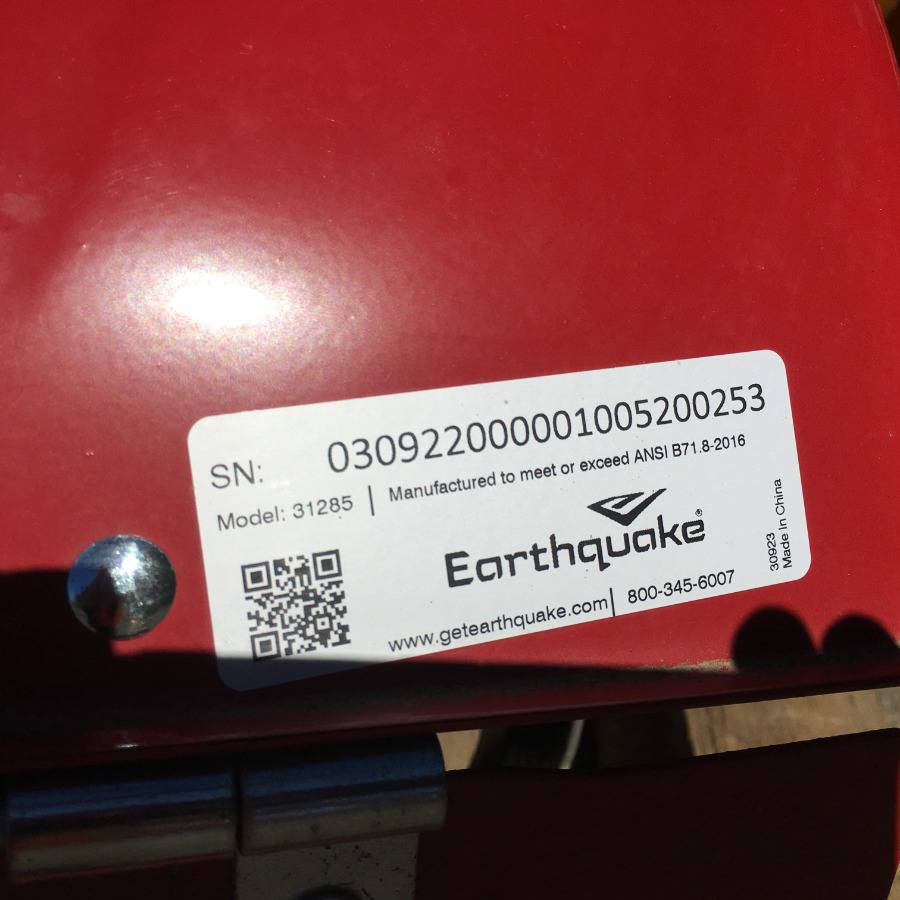 SN: 030922000001005200253
Model: 31285 | Manufactured to meet or exceed ANSI B71.8-2016
Earthquake®
www.getearthquake.com | 800-345-6007
30923
Made In China